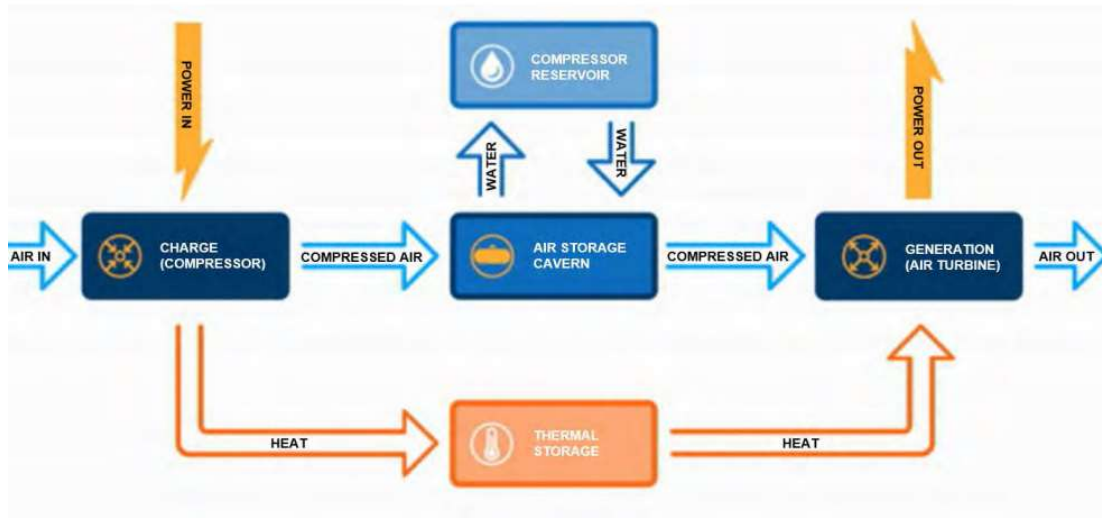 POWER IN
COMPRESSOR
RESERVOIR
POWER OUT
WATER
WATER
AIR IN
CHARGE
(COMPRESSOR)
COMPRESSED AIR
AIR STORAGE
CAVERN
COMPRESSED AIR
GENERATION
(AIR TURBINE)
AIR OUT
HEAT
THERMAL
STORAGE
HEAT